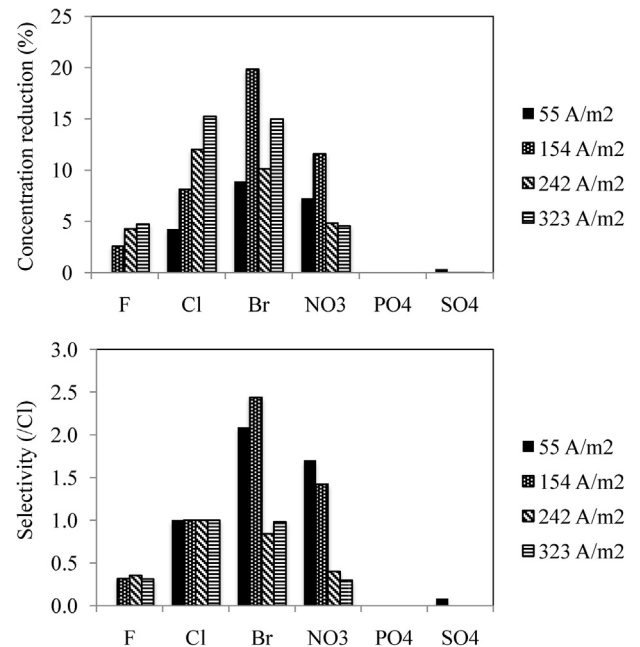 Concentration reduction (%)
25
20
15
10
5
0
F Cl Br NO3 PO4 SO4
55 A/m2
154 A/m2
242 A/m2
323 A/m2
Selectivity (/Cl)
3.0
2.5
2.0
1.5
1.0
0.5
0.0
F Cl Br NO3 PO4 SO4
55 A/m2
154 A/m2
242 A/m2
323 A/m2